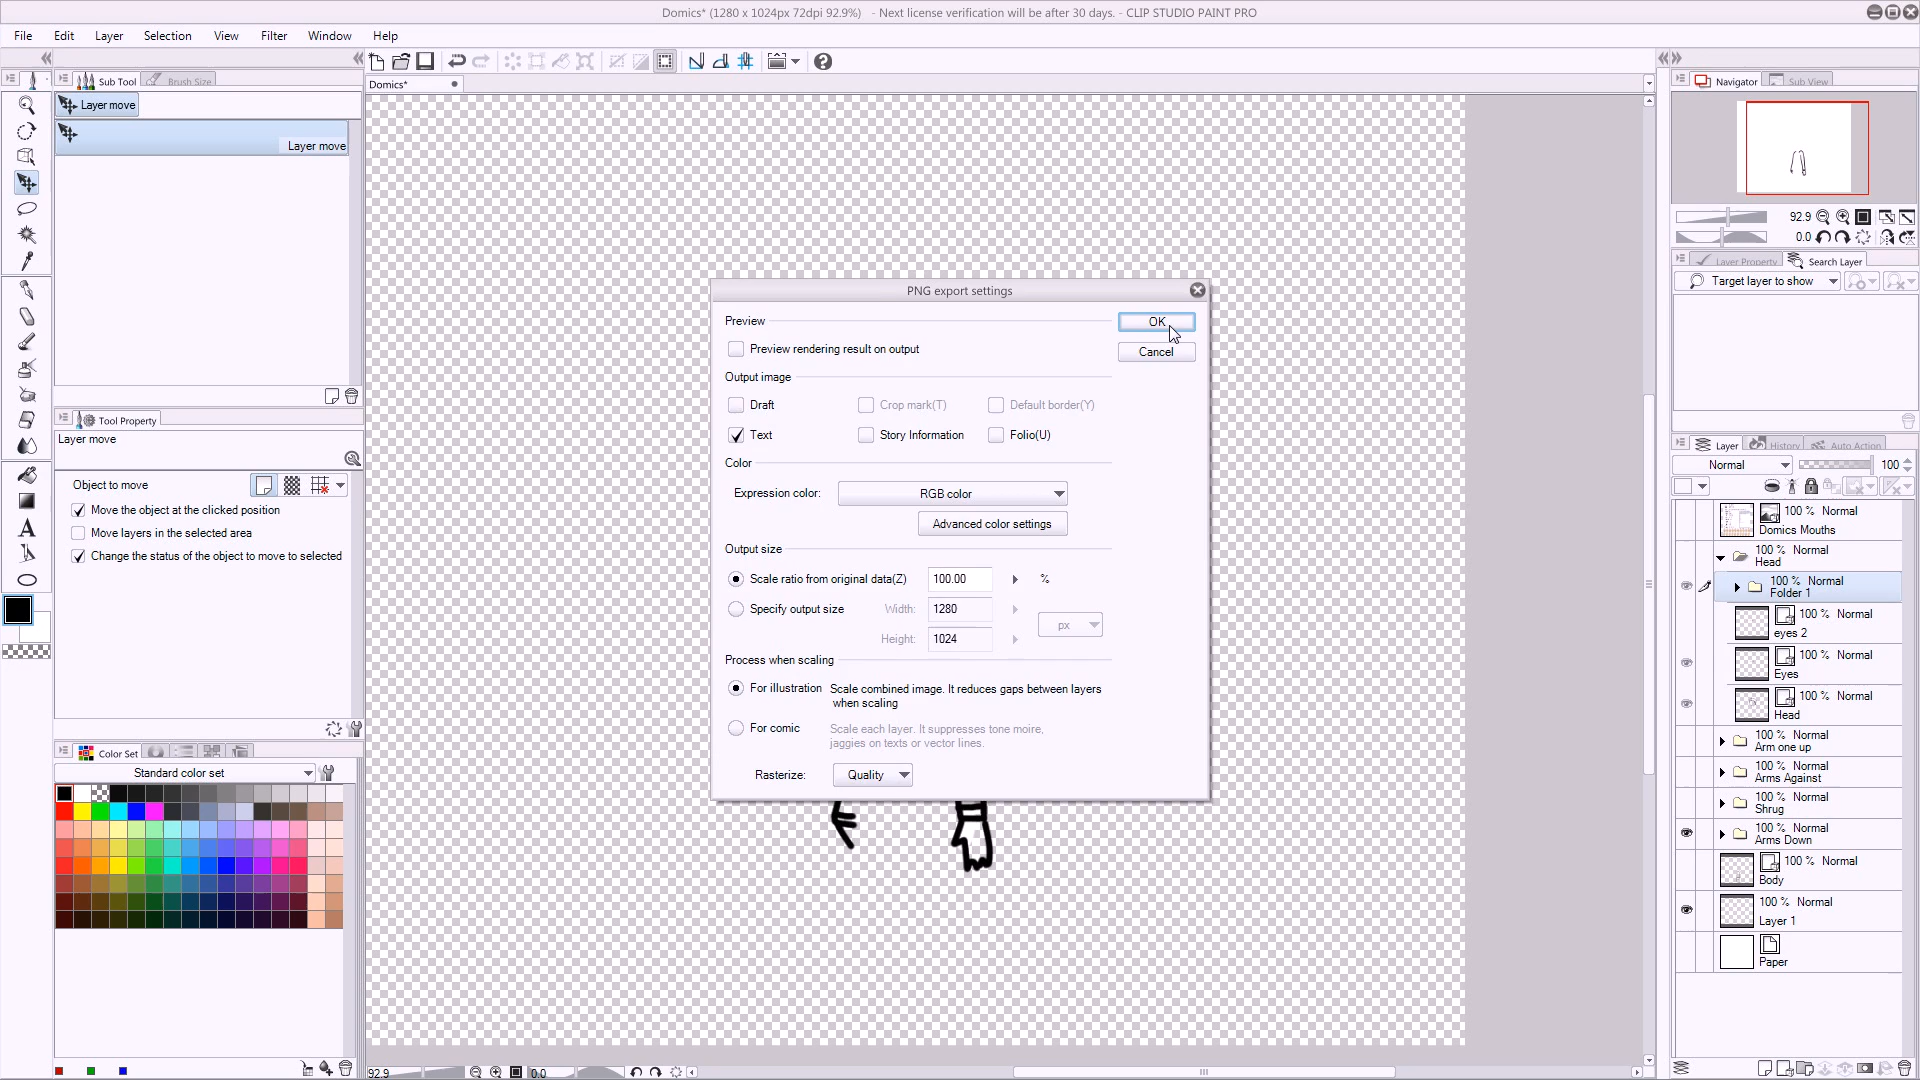 Domics* (1280 x 1024px 72dpi 92.9%) - Next license verification will be after 30 days. - CLIP STUDIO PAINT PRO
File Edit Layer Selection View Filter Window Help
Sub Tool Brush Size
Domics*
Navigator Sub View
Layer move
Layer move
92.9
0.0
Layer Property Search Layer
Target layer to show
PNG export settings
Preview
OK
Preview rendering result on output
Cancel
Output image
Draft Crop mark(T) Default border(Y)
Text Story Information Folio(U)
Color
Expression color: RGB color
Advanced color settings
Output size
Scale ratio from original data(Z) 100.00 %
Specify output size Width: 1280
px
Height: 1024
Process when scaling
For illustration Scale combined image. It reduces gaps between layers
when scaling
For comic Scale each layer. It suppresses tone moire,
jaggies on texts or vector lines.
Rasterize: Quality
Tool Property
Layer move
Object to move
Move the object at the clicked position
Move layers in the selected area
Change the status of the object to move to selected
Color Set
Standard color set
Layer History Auto Action
Normal 100
100 % Normal
Domics Mouths
100 % Normal
Head
100 % Normal
Folder 1
100 % Normal
eyes 2
100 % Normal
Eyes
100 % Normal
Head
100 % Normal
Arm one up
100 % Normal
Arms Against
100 % Normal
Shrug
100 % Normal
Arms Down
100 % Normal
Body
100 % Normal
Layer 1
Paper
92.9 0.0